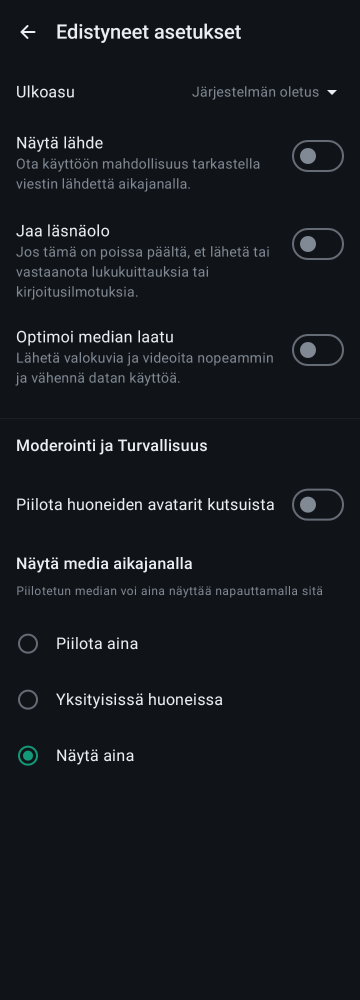 Edistyneet asetukset
Ulkoasu Järjestelmän oletus
Näytä lähde
Ota käyttöön mahdollisuus tarkastella
viestin lähdettä aikajanalla.
Jaa läsnäolo
Jos tämä on poissa päältä, et lähetä tai
vastaanota lukukuittauksia tai
kirjoitusilmotuksia.
Optimoi median laatu
Lähetä valokuvia ja videoita nopeammin
ja vähennä datan käyttöä.
Moderointi ja Turvallisuus
Piilota huoneiden avatarit kutsuista
Näytä media aikajanalla
Piilotetun median voi aina näyttää napauttamalla sitä
Piilota aina
Yksityisissä huoneissa
Näytä aina